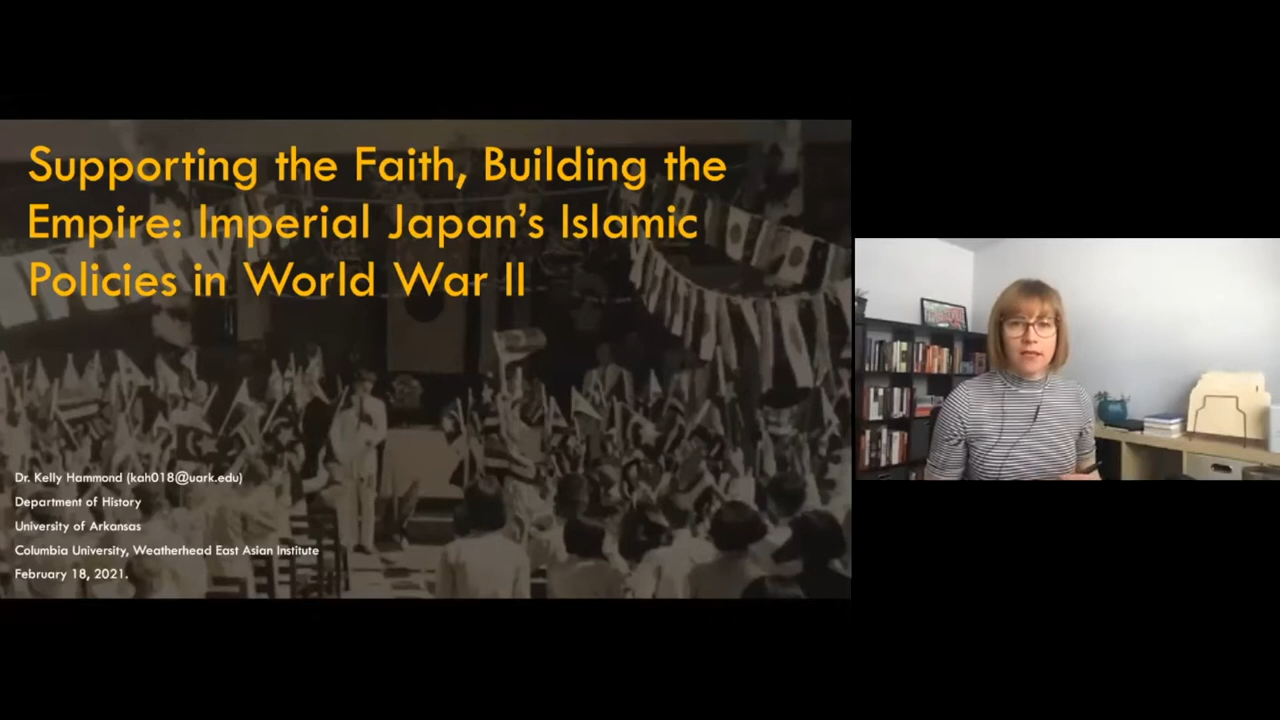 Supporting the Faith, Building the
Empire: Imperial Japan's Islamic
Policies in World War II
Dr. Kelly Hammond (kah018@uark.edu)
Department of History
University of Arkansas
Columbia University, Weatherhead East Asian Institute
February 18, 2021.